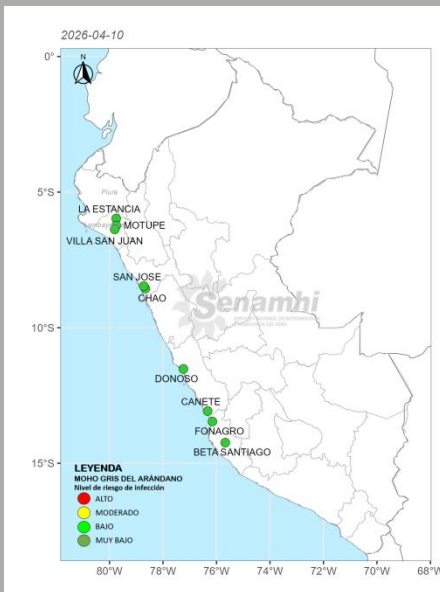 2026-04-10
N
0°
5°S
10°S
15°S
Piura
LA ESTANCIA
MOTUPE
VILLA SAN JUAN
SAN JOSE
CHAO
Senamhi
DONOSO
CANETE
FONAGRO
BETA SANTIAGO
LEYENDA
MOHO GRIS DEL ARÁNDANO
Nivel de riesgo de infección
ALTO
MODERADO
BAJO
MUY BAJO
80°W 78°W 76°W 74°W 72°W 70°W 68°W